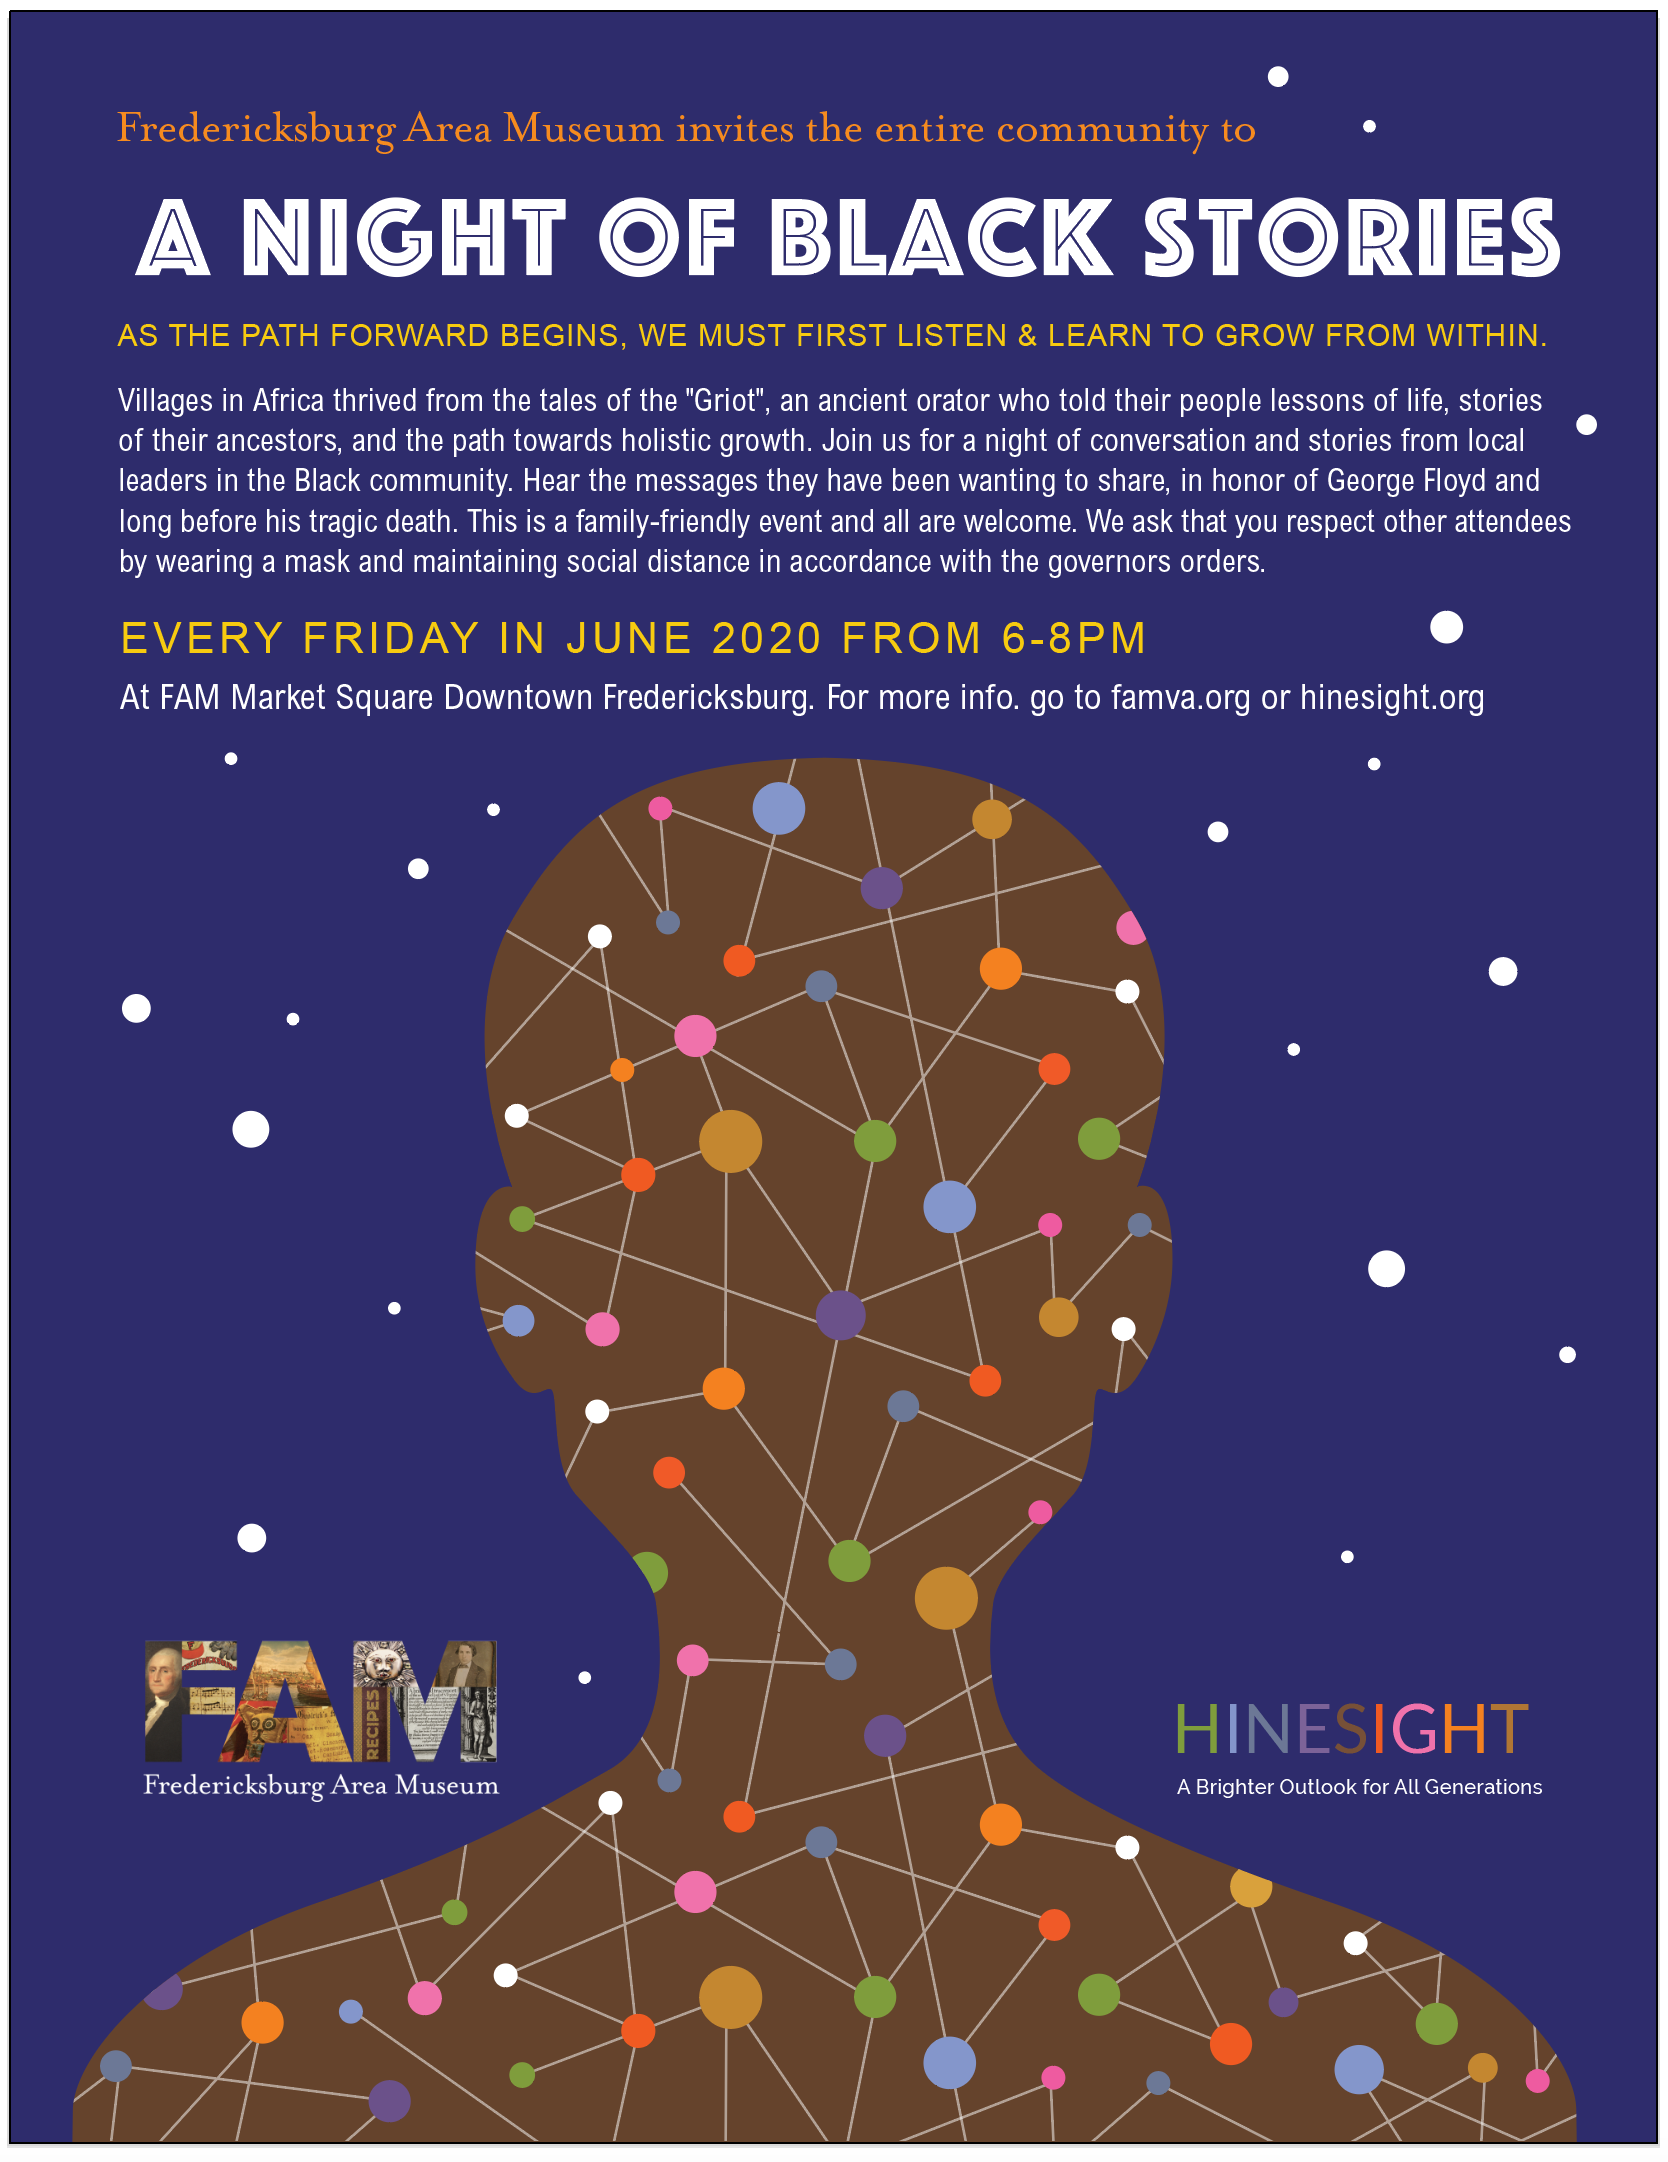 Fredericksburg Area Museum invites the entire community to
A NIGHT OF BLACK STORIES
AS THE PATH FORWARD BEGINS, WE MUST FIRST LISTEN & LEARN TO GROW FROM WITHIN.
Villages in Africa thrived from the tales of the "Griot", an ancient orator who told their people lessons of life, stories
of their ancestors, and the path towards holistic growth. Join us for a night of conversation and stories from local
leaders in the Black community. Hear the messages they have been wanting to share, in honor of George Floyd and
long before his tragic death. This is a family-friendly event and all are welcome. We ask that you respect other attendees
by wearing a mask and maintaining social distance in accordance with the governors orders.
EVERY FRIDAY IN JUNE 2020 FROM 6-8PM
At FAM Market Square Downtown Fredericksburg. For more info. go to famva.org or hinesight.org
FAM
RECIPES
Fredericksburg Area Museum
HINESIGHT
A Brighter Outlook for All Generations